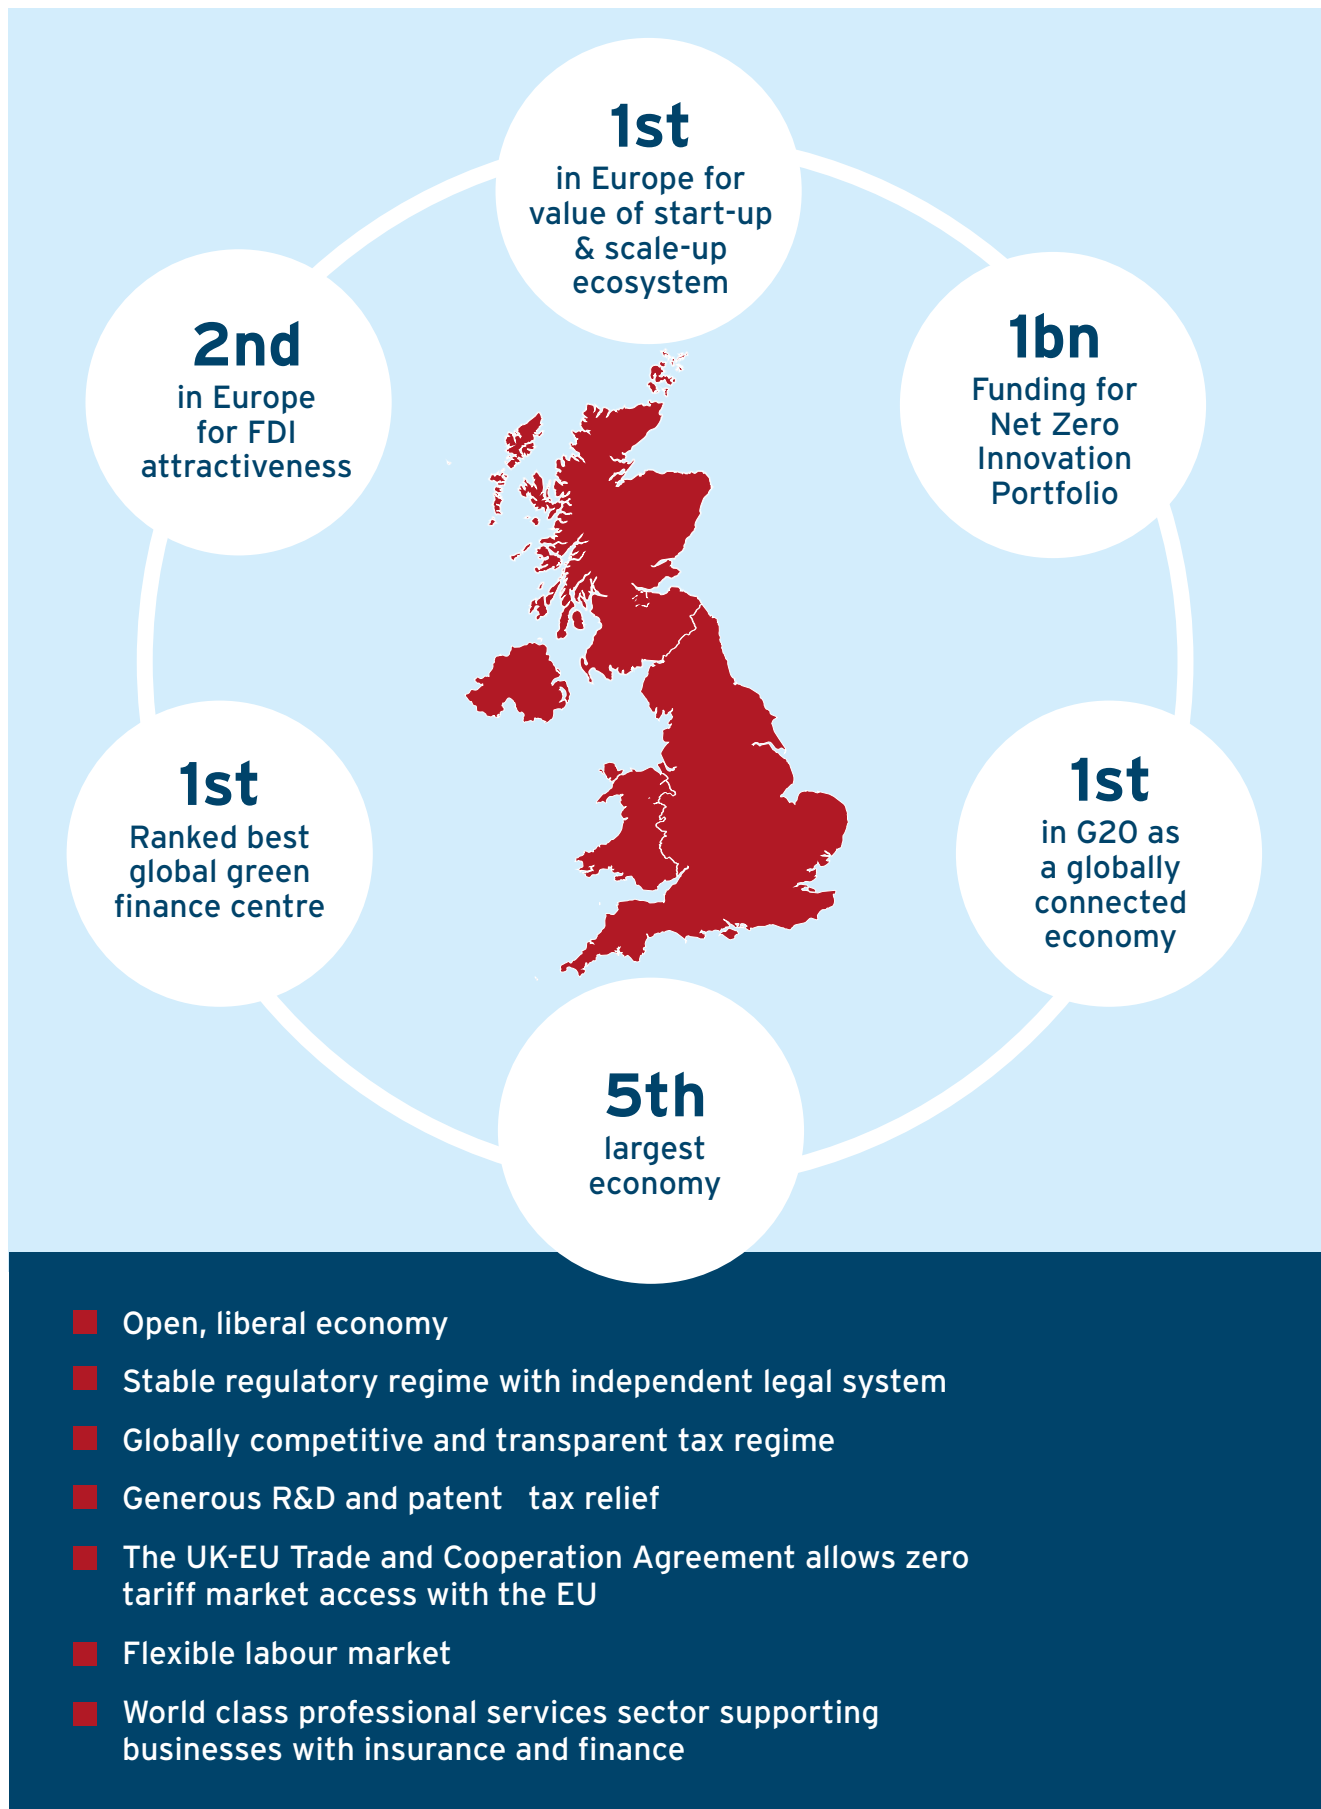 1st
in Europe for
value of start-up
& scale-up
ecosystem
2nd
in Europe
for FDI
attractiveness
1bn
Funding for
Net Zero
Innovation
Portfolio
1st
Ranked best
global green
finance centre
1st
in G20 as
a globally
connected
economy
5th
largest
economy
Open, liberal economy
Stable regulatory regime with independent legal system
Globally competitive and transparent tax regime
Generous R&D and patent tax relief
The UK-EU Trade and Cooperation Agreement allows zero
tariff market access with the EU
Flexible labour market
World class professional services sector supporting
businesses with insurance and finance